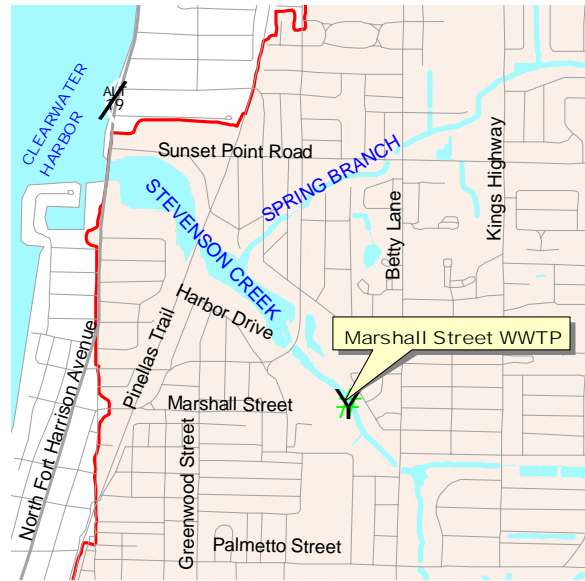 ALT
19
CLEARWATER
HARBOR
Sunset Point Road
SPRING BRANCH
Kings Highway
STEVENSON CREEK
Betty Lane
Harbor Drive
Marshall Street WWTP
Pinellas Trail
North Fort Harrison Avenue
Marshall Street
Greenwood Street
Palmetto Street